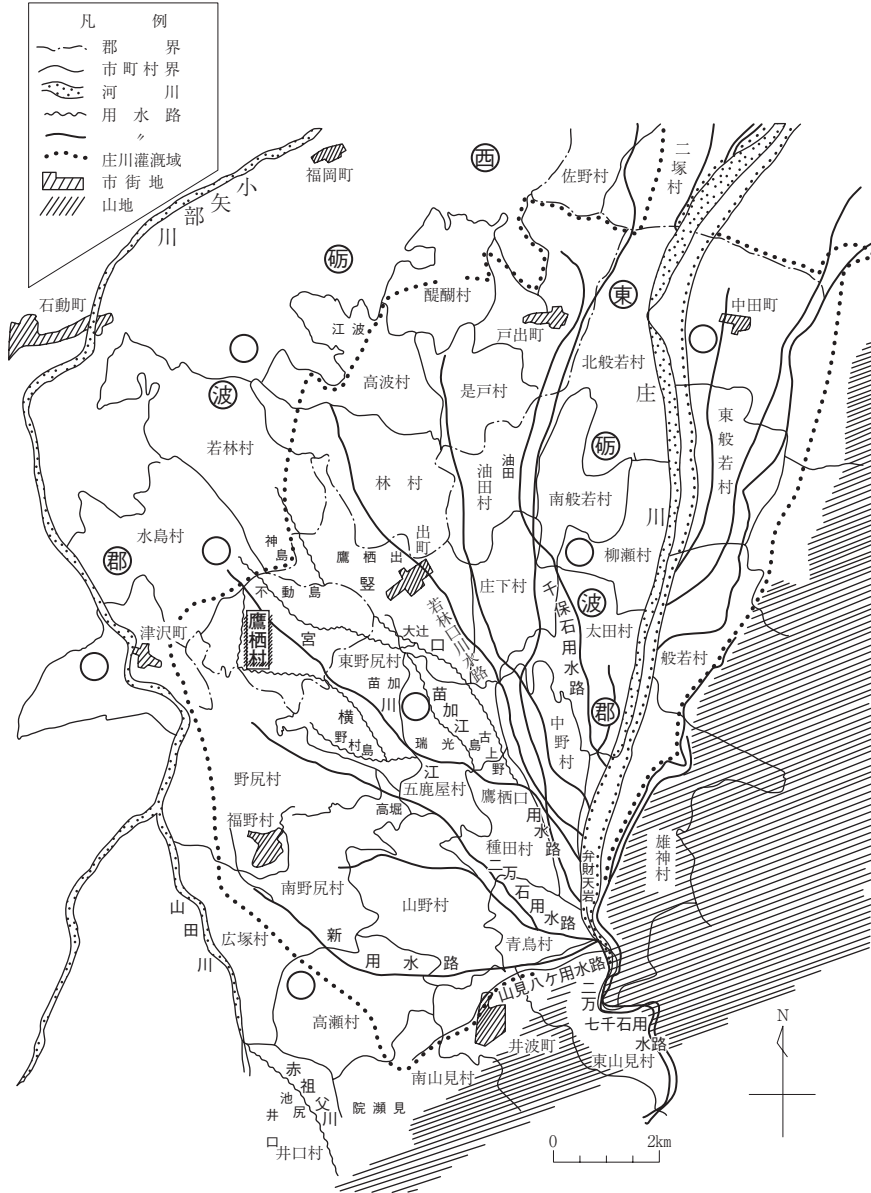 凡例
郡界
市町村界
河川
用水路
〃
庄川灌漑域
市街地
山地
小矢部川
福岡町
西
佐野村
二塚村
砺
石動町
江波
醍醐村
戸出町
東
中田町
波
高波村
是戸村
北般若村
庄川
若林村
林村
油田村
油田
砺
南般若村
東般若村
水島村
郡
神島
鷹栖出
出町
柳瀬村
不動島
竪
庄下村
千保石用水路
波
太田村
津沢町
鷹栖村
宮
大辻
口
若林口川水路
般若村
東野尻村
苗加
川
苗加江
郡
横
野村島
瑞光島
古上野
中野村
江
野尻村
五鹿屋村
鷹栖口
用水路
高堀
福野村
種田村
弁財天岩
雄神村
二万石用水路
南野尻村
山野村
山田川
広塚村
新用水路
青島村
山見八ケ用水路
二万七千石用水路
高瀬村
井波町
東山見村
南山見村
赤祖父川
池尻
院瀬見
井口
井口村
N
0
2km